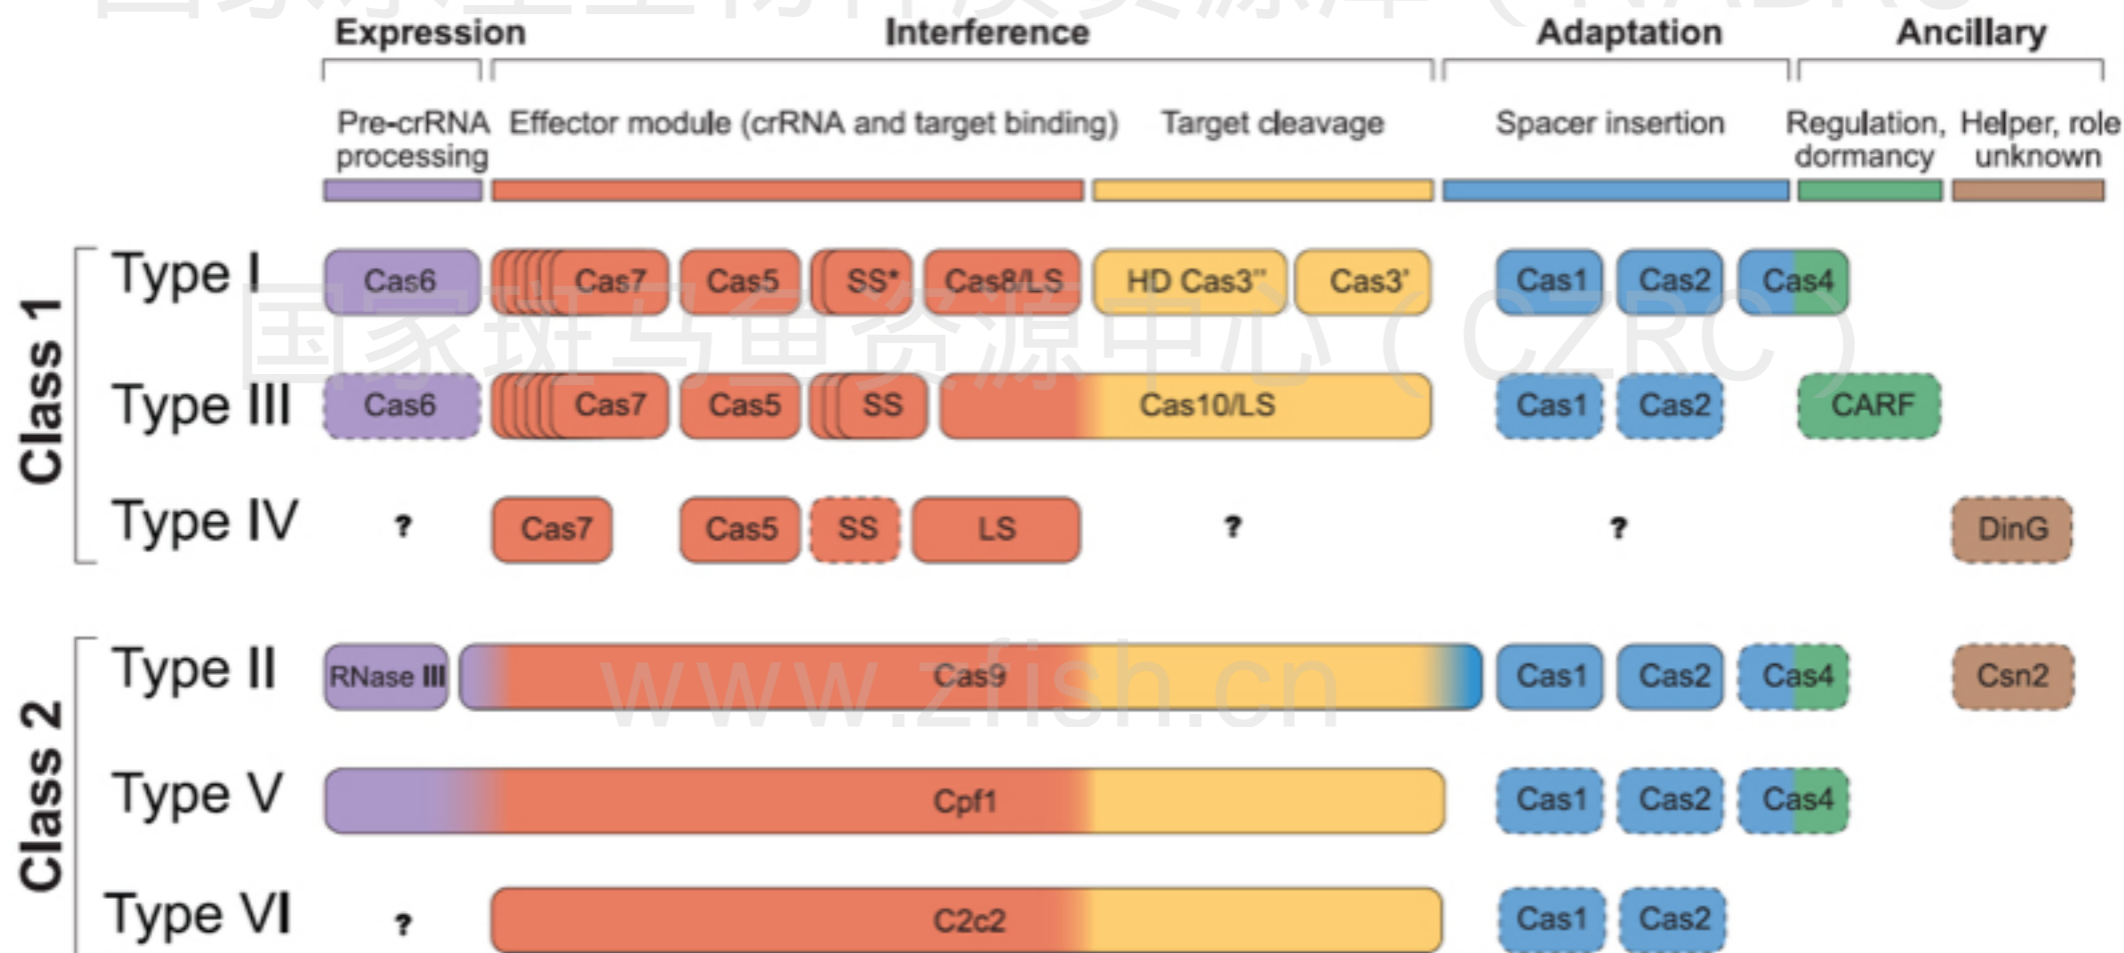 Expression Interference Adaptation Ancillary
Pre-crRNA processing Effector module (crRNA and target binding) Target cleavage Spacer insertion Regulation, dormancy Helper, role unknown
Class 1
Type I Cas6 Cas7 Cas5 SS* Cas8/LS HD Cas3" Cas3' Cas1 Cas2 Cas4
国家斑马鱼资源中心(CZRC)
Type III Cas6 Cas7 Cas5 SS Cas10/LS Cas1 Cas2 CARF
Type IV ? Cas7 Cas5 SS LS ? ? DinG
Class 2
Type II RNase III Cas9 Cas1 Cas2 Cas4 Csn2
www.zfish.cn
Type V Cpf1 Cas1 Cas2 Cas4
Type VI ? C2c2 Cas1 Cas2